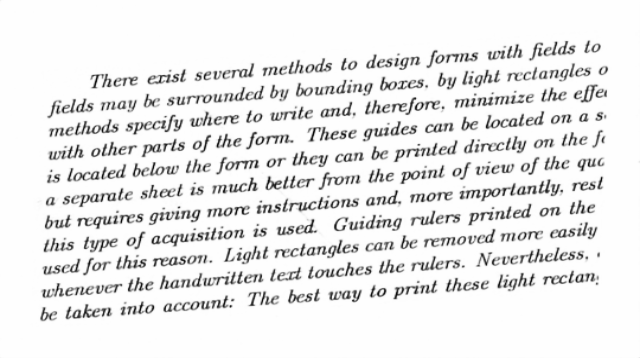 There exist several methods to design forms with fields to
fields may be surrounded by bounding boxes, by light rectangles o
methods specify where to write and, therefore, minimize the effe
with other parts of the form. These guides can be located on a s
is located below the form or they can be printed directly on the f
a separate sheet is much better from the point of view of the qua
but requires giving more instructions and, more importantly, rest
this type of acquisition is used. Guiding rulers printed on the
used for this reason. Light rectangles can be removed more easily
whenever the handwritten text touches the rulers. Nevertheless,
be taken into account: The best way to print these light rectang